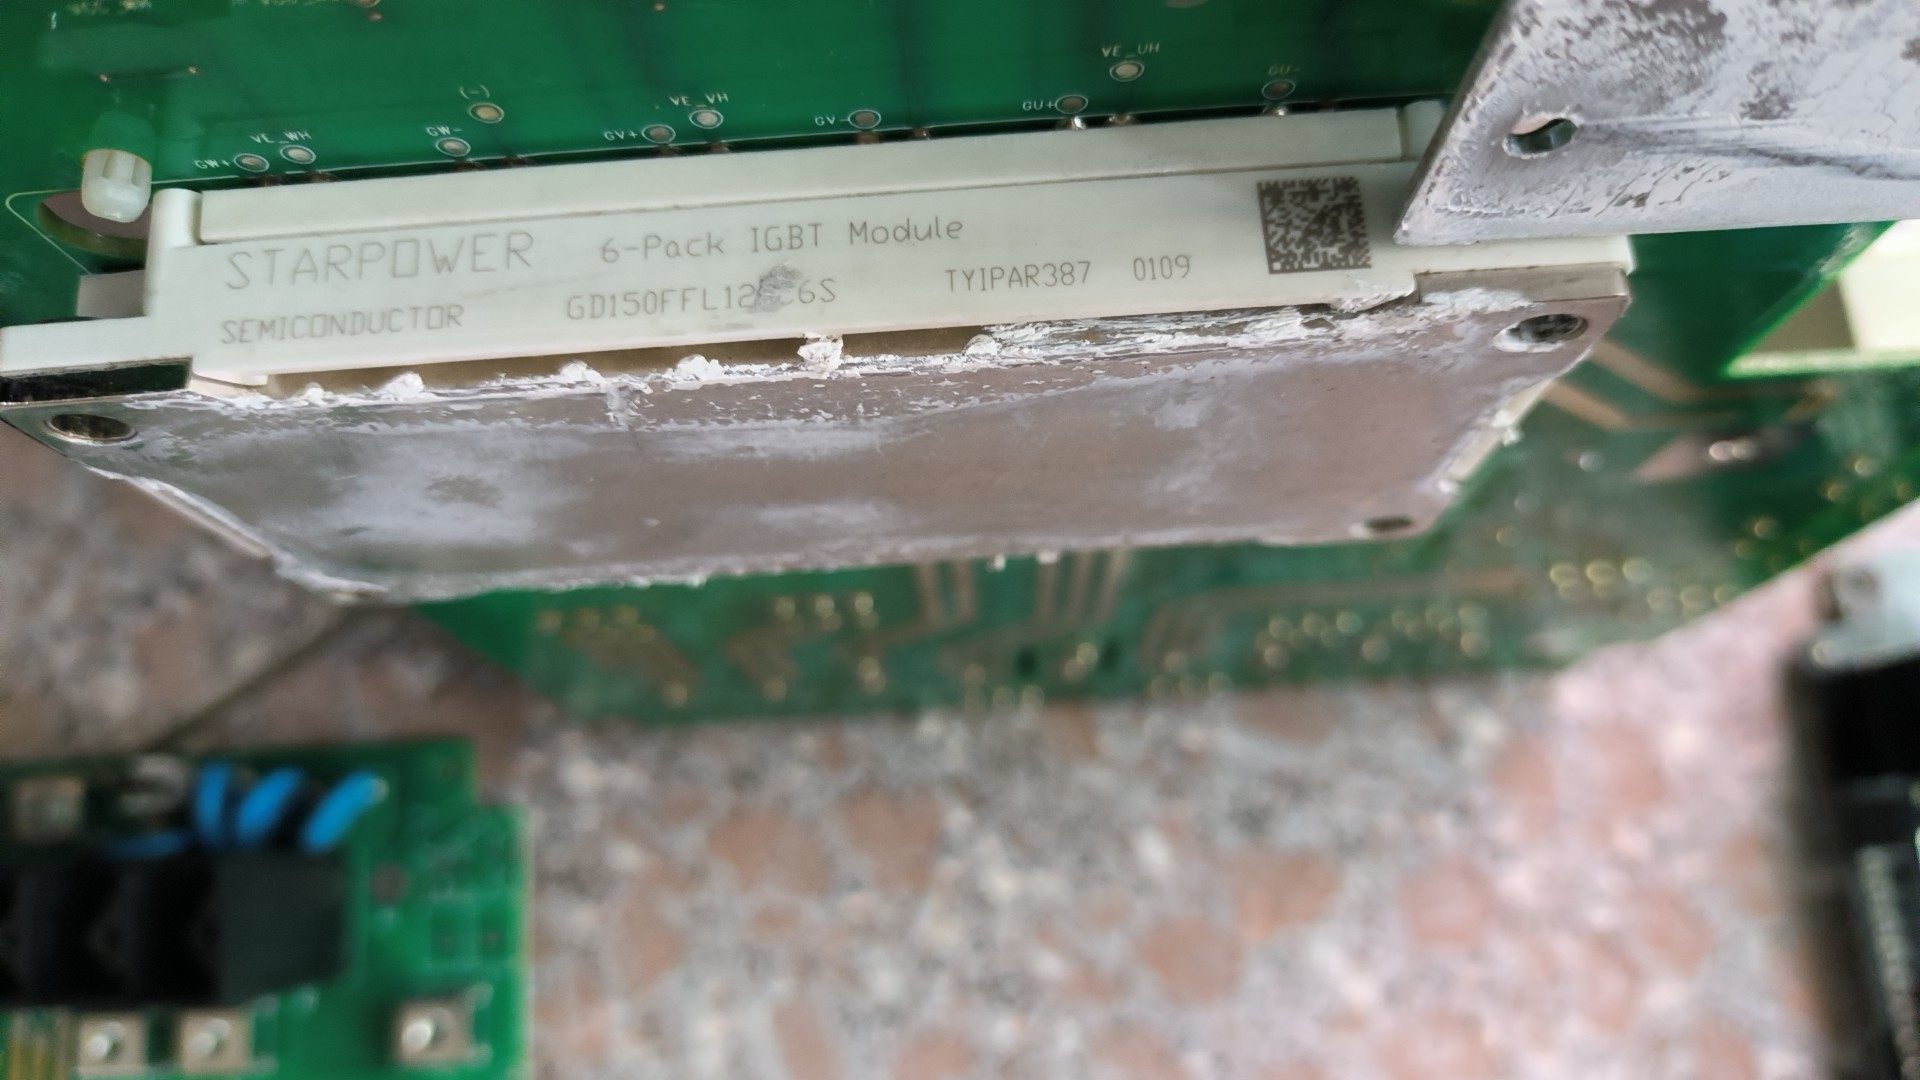 VE_UH
GU-
(-)
VE_VH
GU+
GV-
GV+
GW-
VE_WH
GW+
STARPOWER 6-Pack IGBT Module
SEMICONDUCTOR TYIPAR387 0109